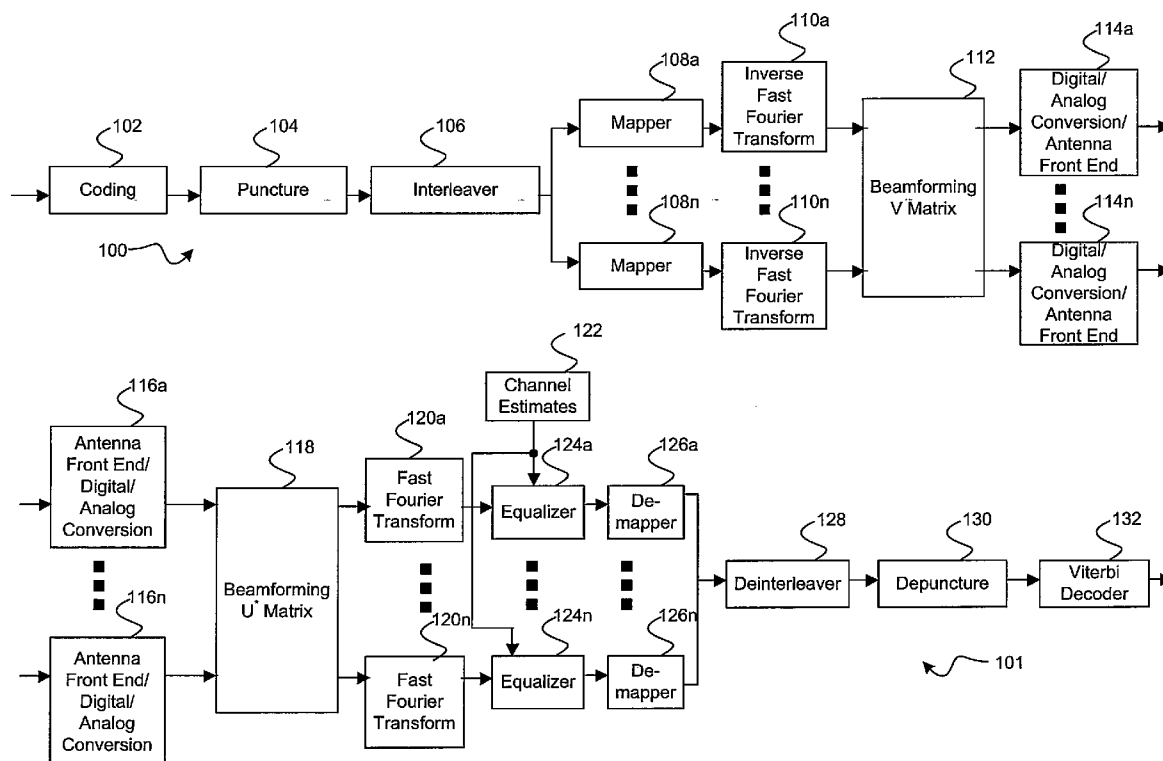 110a
114a
108a
112
Inverse
Fast
Fourier
Transform
Digital/
Analog
Conversion/
Antenna
Front End
102
104
106
Mapper
Coding
Puncture
Interleaver
Beamforming
V Matrix
108n
110n
114n
100
Mapper
Inverse
Fast
Fourier
Transform
Digital/
Analog
Conversion/
Antenna
Front End
122
116a
Channel
Estimates
120a
118
124a
126a
Antenna
Front End/
Digital/
Analog
Conversion
Fast
Fourier
Transform
Equalizer
De-
mapper
128
130
132
Beamforming
U* Matrix
Deinterleaver
Depuncture
Viterbi
Decoder
116n
120n
124n
126n
Antenna
Front End/
Digital/
Analog
Conversion
Fast
Fourier
Transform
Equalizer
De-
mapper
101